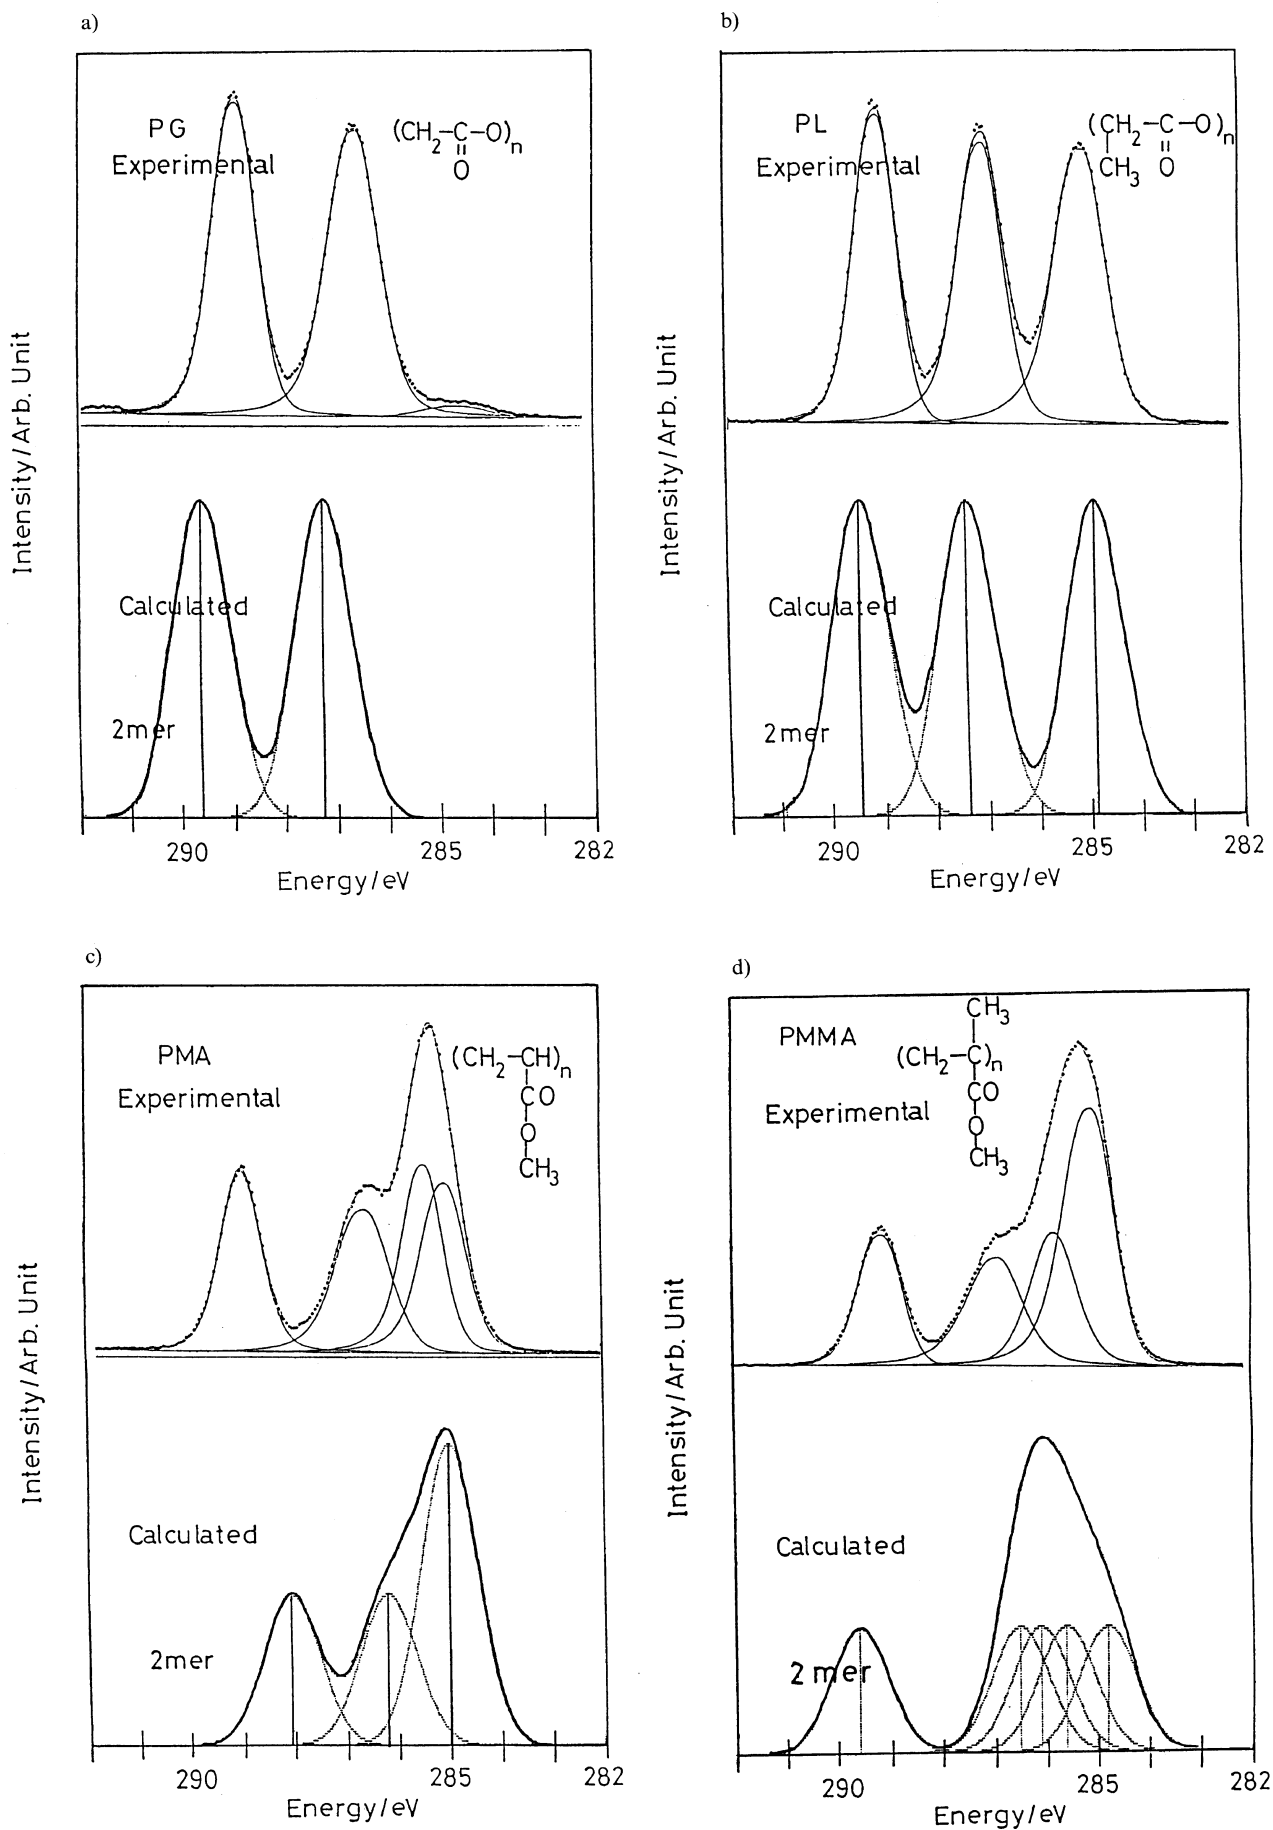 a)
PG
Experimental
(CH2-C-O)n
O
Intensity/Arb. Unit
Calculated
2mer
290 285 282
Energy/eV
b)
PL
Experimental
(CH2-C-O)n
CH3 O
Intensity/Arb. Unit
Calculated
2mer
290 285 282
Energy/eV
c)
PMA
Experimental
(CH2-CH)n
CO
O
CH3
Intensity/Arb. Unit
Calculated
2mer
290 285 282
Energy/eV
d)
CH3
PMMA
(CH2-C)n
CO
Experimental
O
CH3
Intensity/Arb. Unit
Calculated
2 mer
290 285 282
Energy/eV